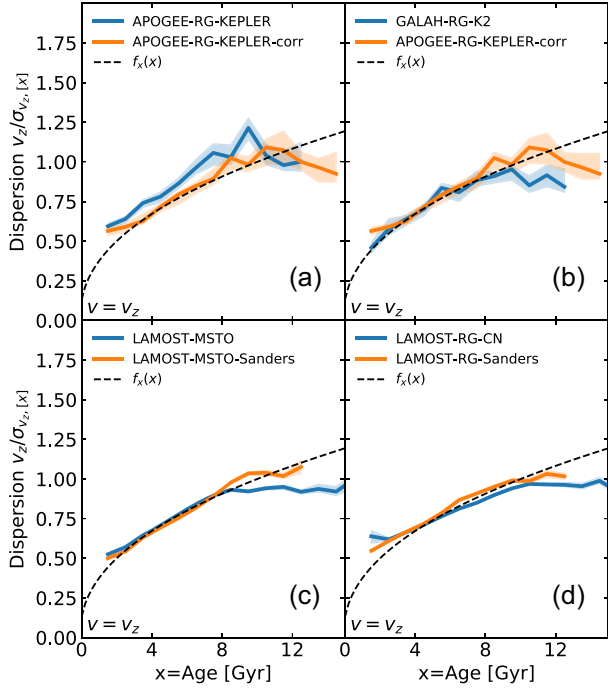 APOGEE-RG-KEPLER
APOGEE-RG-KEPLER-corr
f_x(x)
(a)
v = v_z
Dispersion v_z/σ_{v_z, [x]}
0.00
0.25
0.50
0.75
1.00
1.25
1.50
1.75
GALAH-RG-K2
APOGEE-RG-KEPLER-corr
f_x(x)
(b)
v = v_z
LAMOST-MSTO
LAMOST-MSTO-Sanders
f_x(x)
(c)
v = v_z
Dispersion v_z/σ_{v_z, [x]}
0.00
0.25
0.50
0.75
1.00
1.25
1.50
1.75
0
4
8
12
x=Age [Gyr]
LAMOST-RG-CN
LAMOST-RG-Sanders
f_x(x)
(d)
v = v_z
0
4
8
12
x=Age [Gyr]